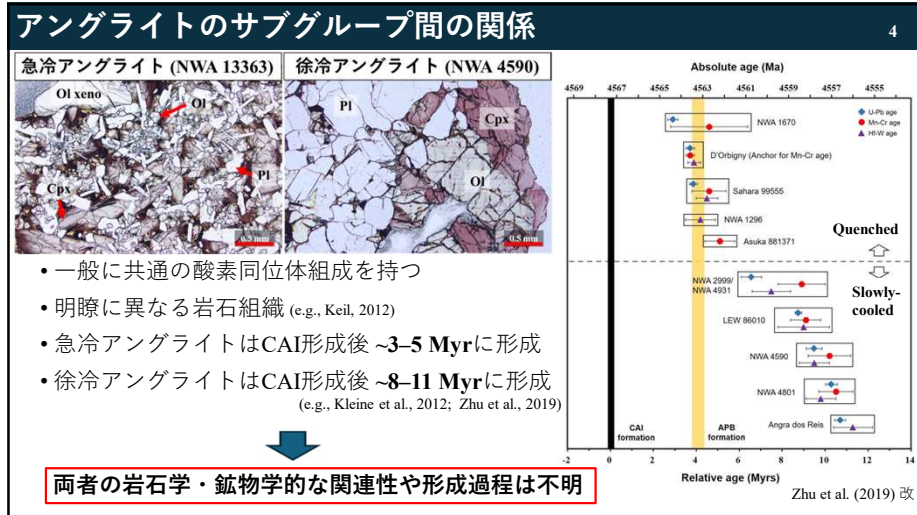 アングライトのサブグループ間の関係
4
急冷アングライト (NWA 13363)
徐冷アングライト (NWA 4590)
Ol xeno
Ol
Pl
Cpx
0.5 mm
Pl
Cpx
Ol
0.5 mm
• 一般に共通の酸素同位体組成を持つ
• 明瞭に異なる岩石組織 (e.g., Keil, 2012)
• 急冷アングライトはCAI形成後 ~3–5 Myrに形成
• 徐冷アングライトはCAI形成後 ~8–11 Myrに形成
(e.g., Kleine et al., 2012; Zhu et al., 2019)
両者の岩石学・鉱物学的な関連性や形成過程は不明
Absolute age (Ma)
4569 4567 4565 4563 4561 4559 4557 4555
U-Pb age
Mn-Cr age
Hf-W age
NWA 1670
D'Orbigny (Anchor for Mn-Cr age)
Sahara 99555
NWA 1296
Asuka 881371
Quenched
Slowly-
cooled
NWA 2999/
NWA 4931
LEW 86010
NWA 4590
NWA 4801
Angra dos Reis
CAI
formation
APB
formation
-2 0 2 4 6 8 10 12 14
Relative age (Myrs)
Zhu et al. (2019) 改